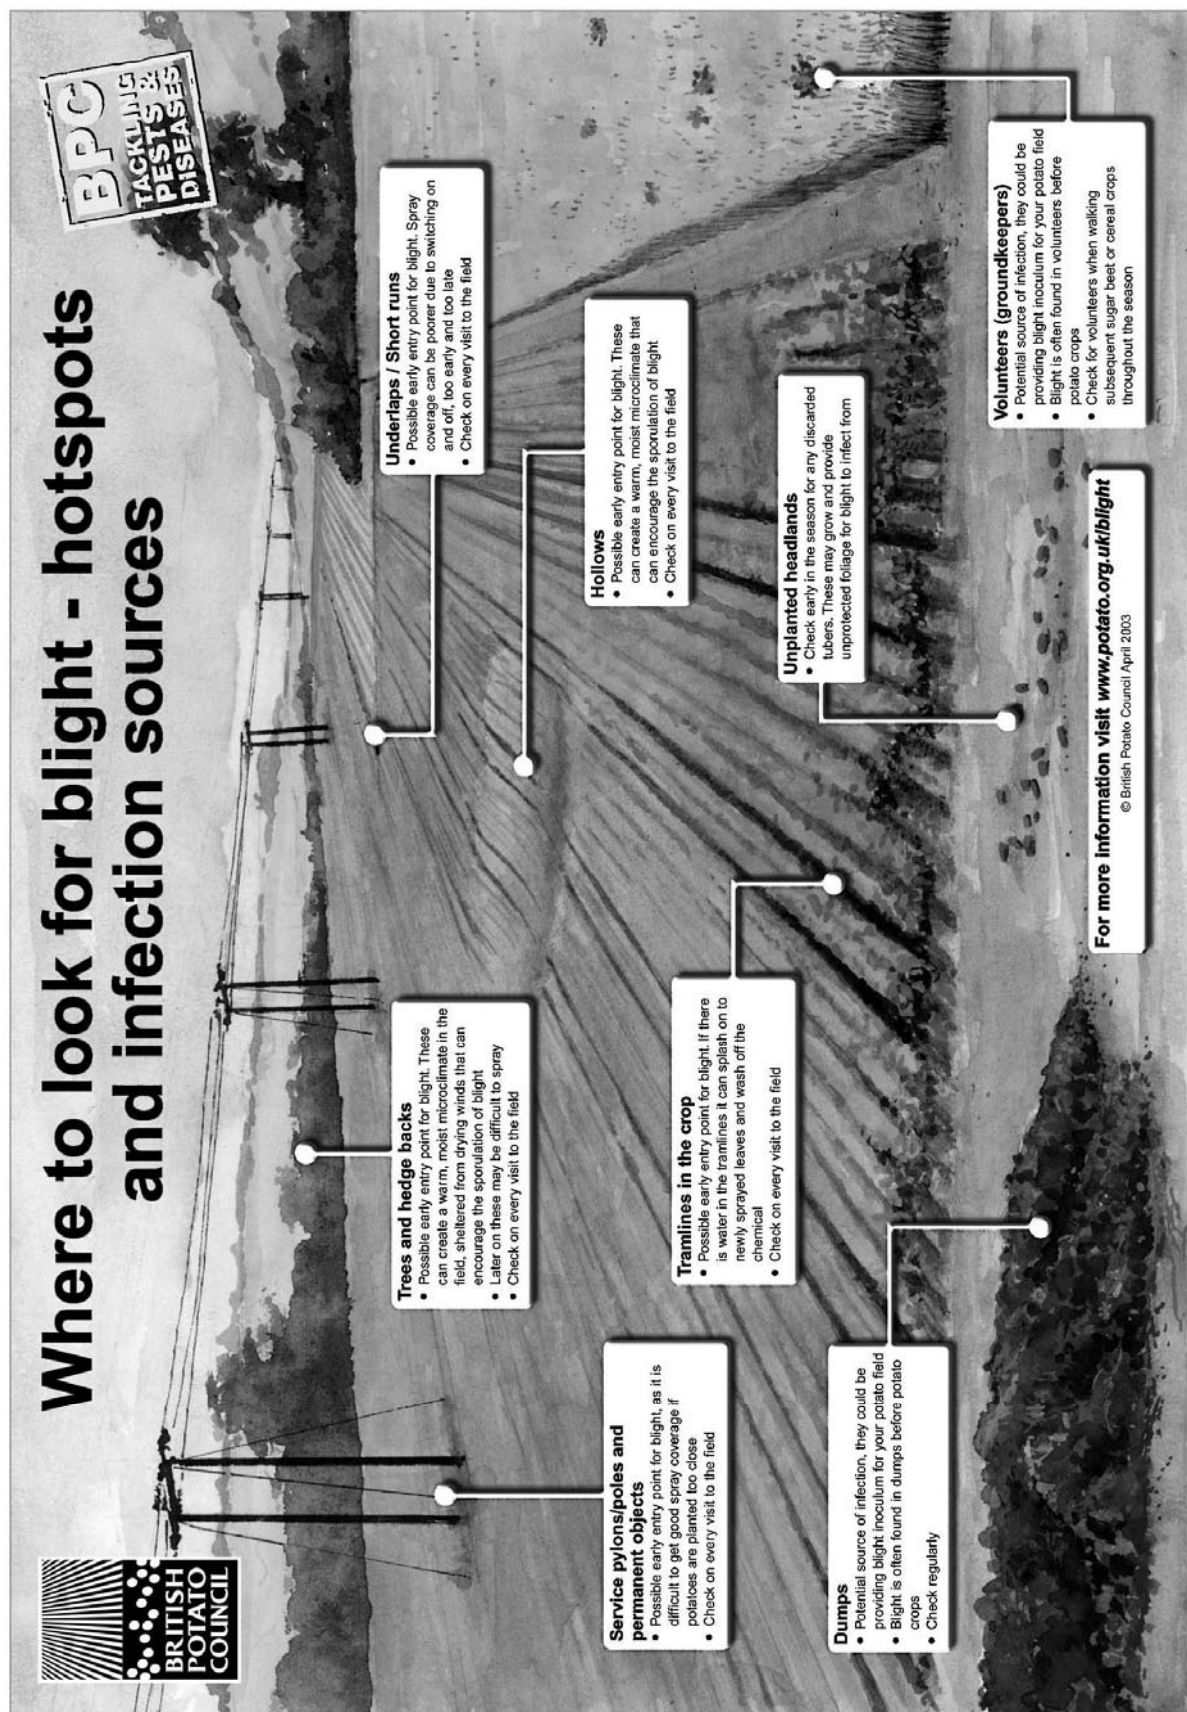 Where to look for blight - hotspots
and infection sources
BRITISH
POTATO
COUNCIL
BPC
TACKLING
PESTS &
DISEASES
Underlaps / Short runs
• Possible early entry point for blight. Spray
coverage can be poorer due to switching on
and off, too early and too late
• Check on every visit to the field
Trees and hedge backs
• Possible early entry point for blight. These
can create a warm, moist microclimate in the
field, sheltered from drying winds that can
encourage the sporulation of blight
• Later on these may be difficult to spray
• Check on every visit to the field
Hollows
• Possible early entry point for blight. These
can create a warm, moist microclimate that
can encourage the sporulation of blight
• Check on every visit to the field
Service pylons/poles and
permanent objects
• Possible early entry point for blight, as it is
difficult to get good spray coverage if
potatoes are planted too close
• Check on every visit to the field
Tramlines in the crop
• Possible early entry point for blight. If there
is water in the tramlines it can splash on to
newly sprayed leaves and wash off the
chemical
• Check on every visit to the field
Unplanted headlands
• Check early in the season for any discarded
tubers. These may grow and provide
unprotected foliage for blight to infect from
Dumps
• Potential source of infection, they could be
providing blight inoculum for your potato field
• Blight is often found in dumps before potato
crops
• Check regularly
Volunteers (groundkeepers)
• Potential source of infection, they could be
providing blight inoculum for your potato field
• Blight is often found in volunteers before
potato crops
• Check for volunteers when walking
subsequent sugar beet or cereal crops
throughout the season
For more information visit www.potato.org.uk/blight
© British Potato Council April 2003